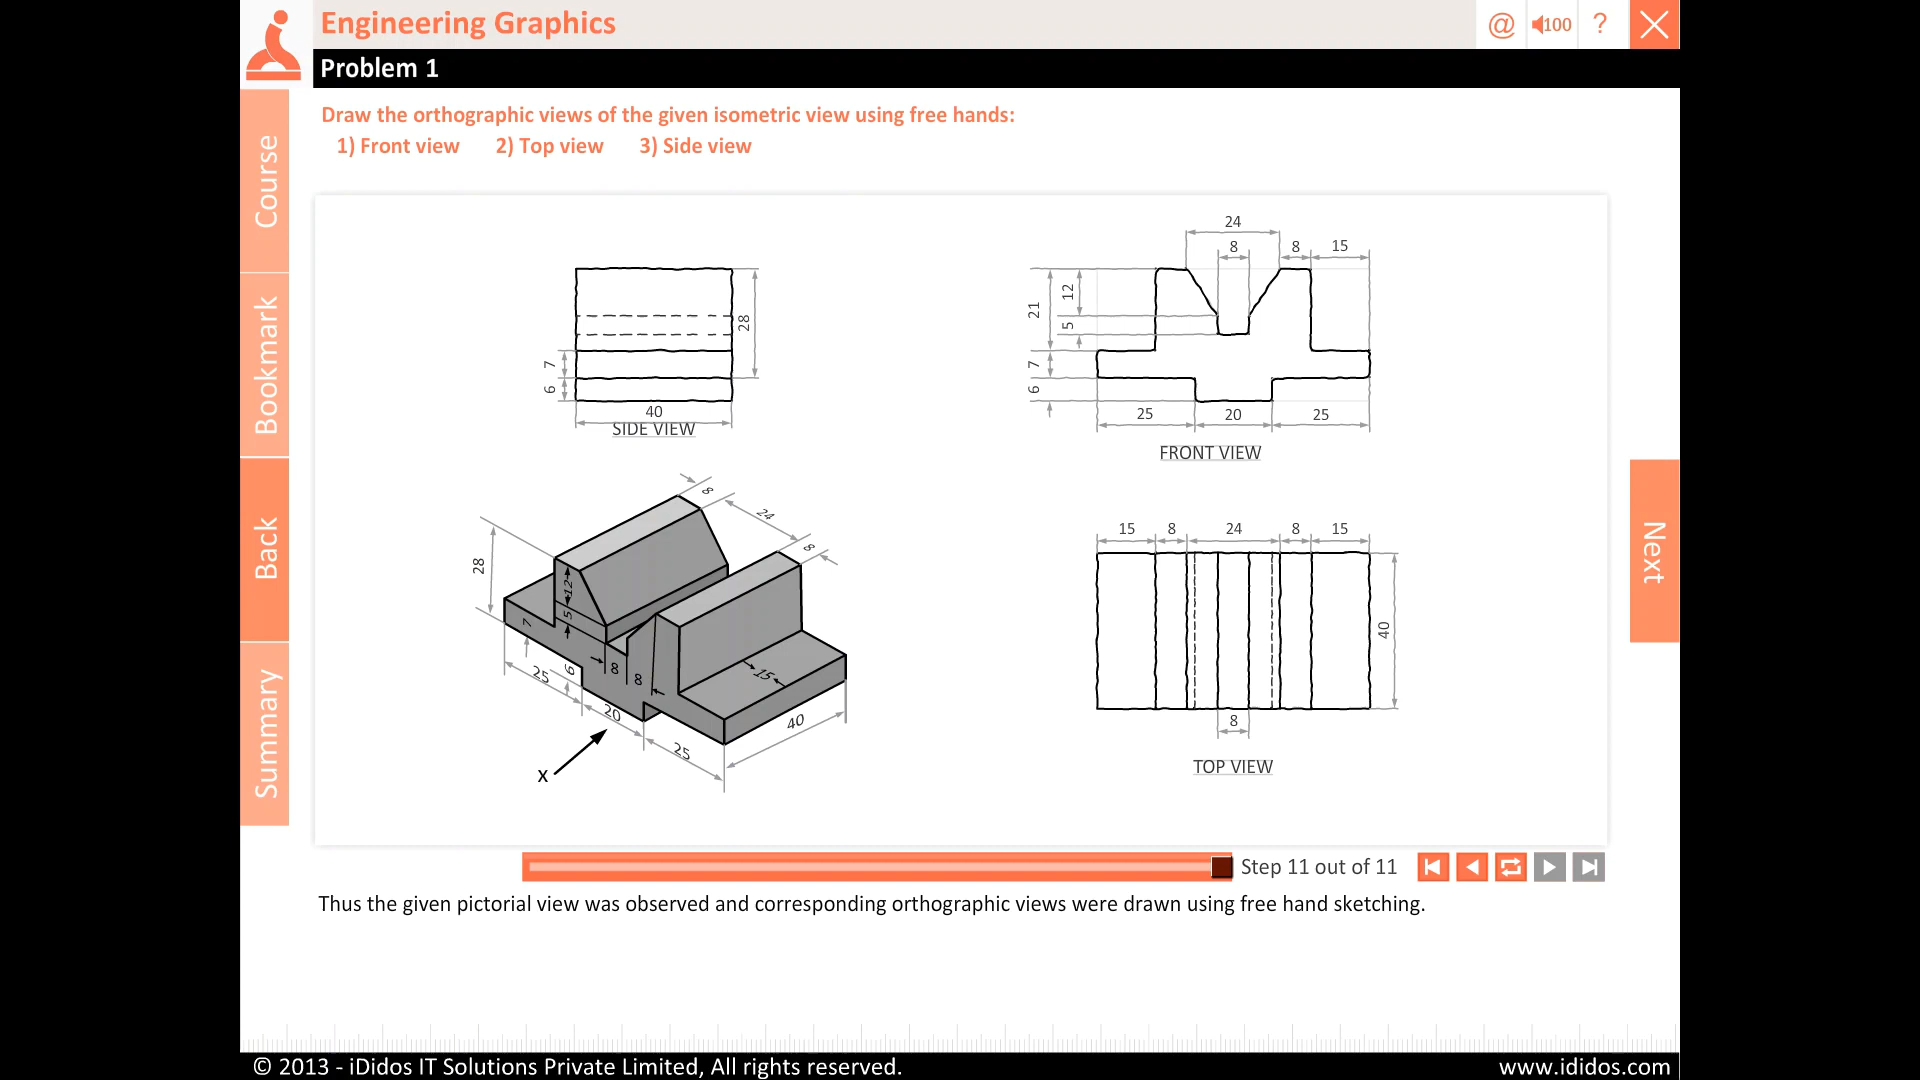 Engineering Graphics
@ 100 ?
Problem 1
Course
Bookmark
Back
Summary
Next
Draw the orthographic views of the given isometric view using free hands:
1) Front view 2) Top view 3) Side view
28
7
6
40
SIDE VIEW
24
8 8 15
21
12
5
7
6
25 20 25
FRONT VIEW
8
24
8
28
12
5
7
6
8
8
15
25
20
25
40
X
15 8 24 8 15
40
8
TOP VIEW
Step 11 out of 11
Thus the given pictorial view was observed and corresponding orthographic views were drawn using free hand sketching.
© 2013 - iDidos IT Solutions Private Limited, All rights reserved.
www.ididos.com